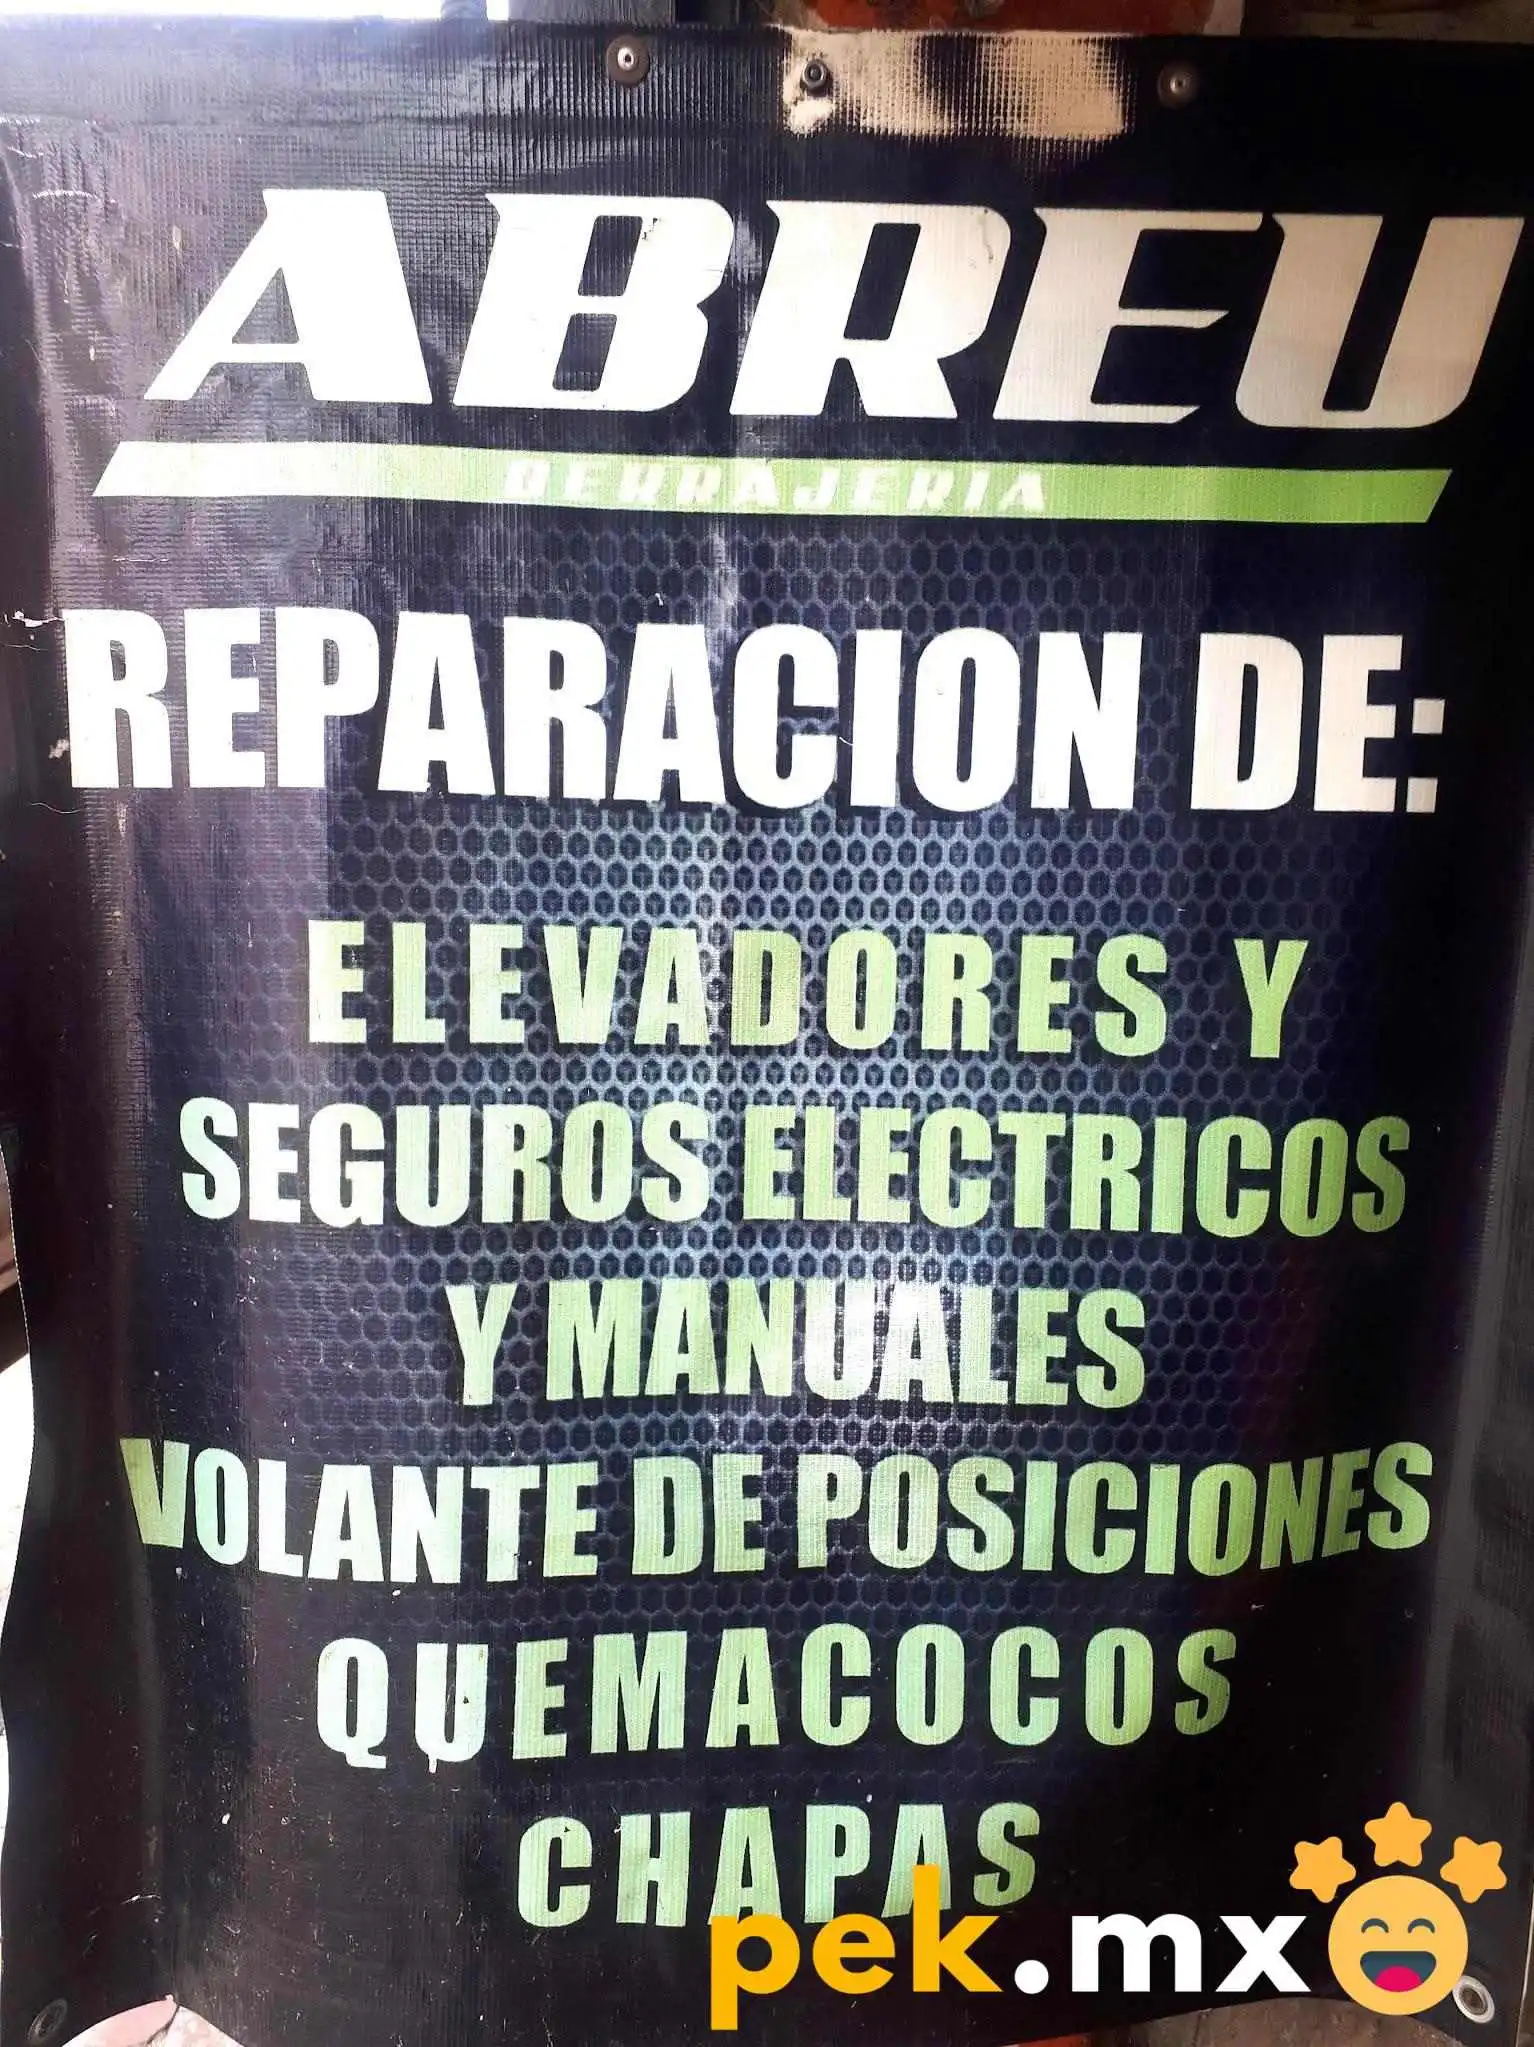 ABREU
CERRAJERIA
REPARACION DE:
ELEVADORES Y
SEGUROS ELECTRICOS
Y MANUALES
VOLANTE DE POSICIONES
QUEMACOCOS
CHAPAS
pek.mx